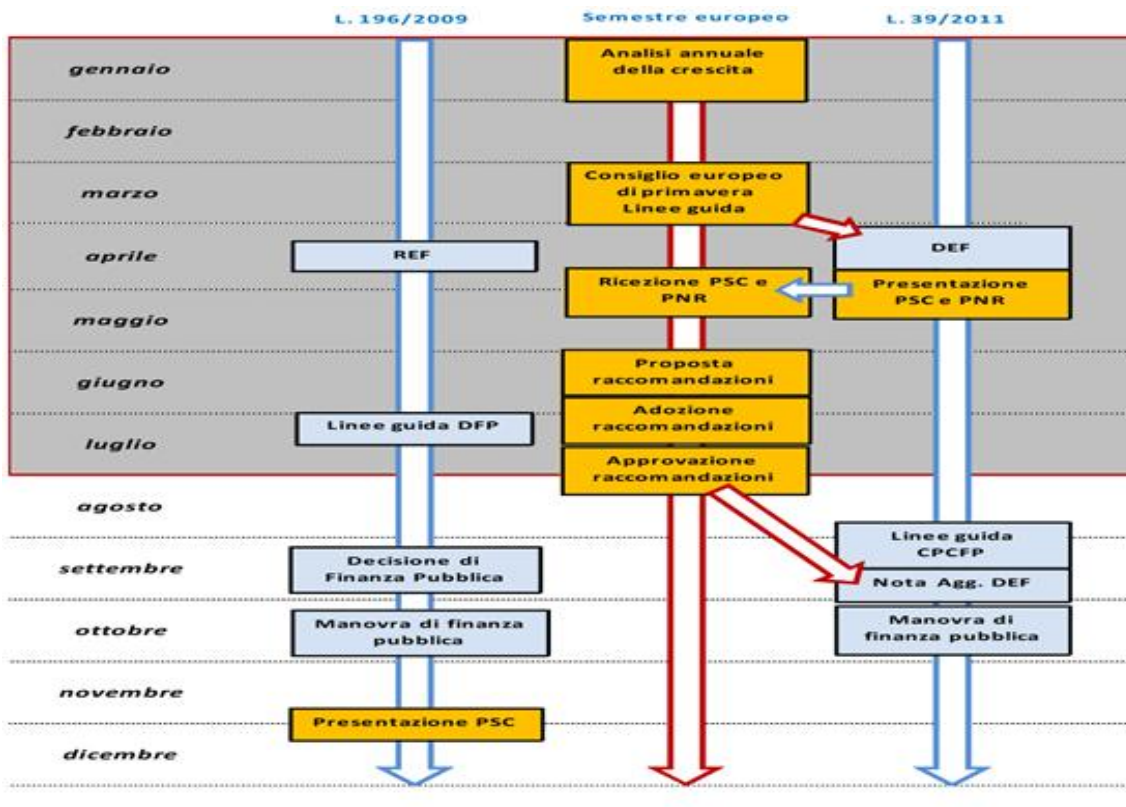 L. 196/2009 Semestre europeo L. 39/2011
gennaio
Analisi annuale
della crescita
febbraio
marzo
Consiglio europeo
di primavera
Linee guida
aprile
REF
DEF
Ricezione PSC e
PNR
Presentazione
PSC e PNR
maggio
giugno
Proposta
raccomandazioni
luglio
Linee guida DFP
Adozione
raccomandazioni
Approvazione
raccomandazioni
agosto
Linee guida
CPCFP
settembre
Decisione di
Finanza Pubblica
Nota Agg. DEF
ottobre
Manovra di finanza
pubblica
Manovra di
finanza pubblica
novembre
Presentazione PSC
dicembre